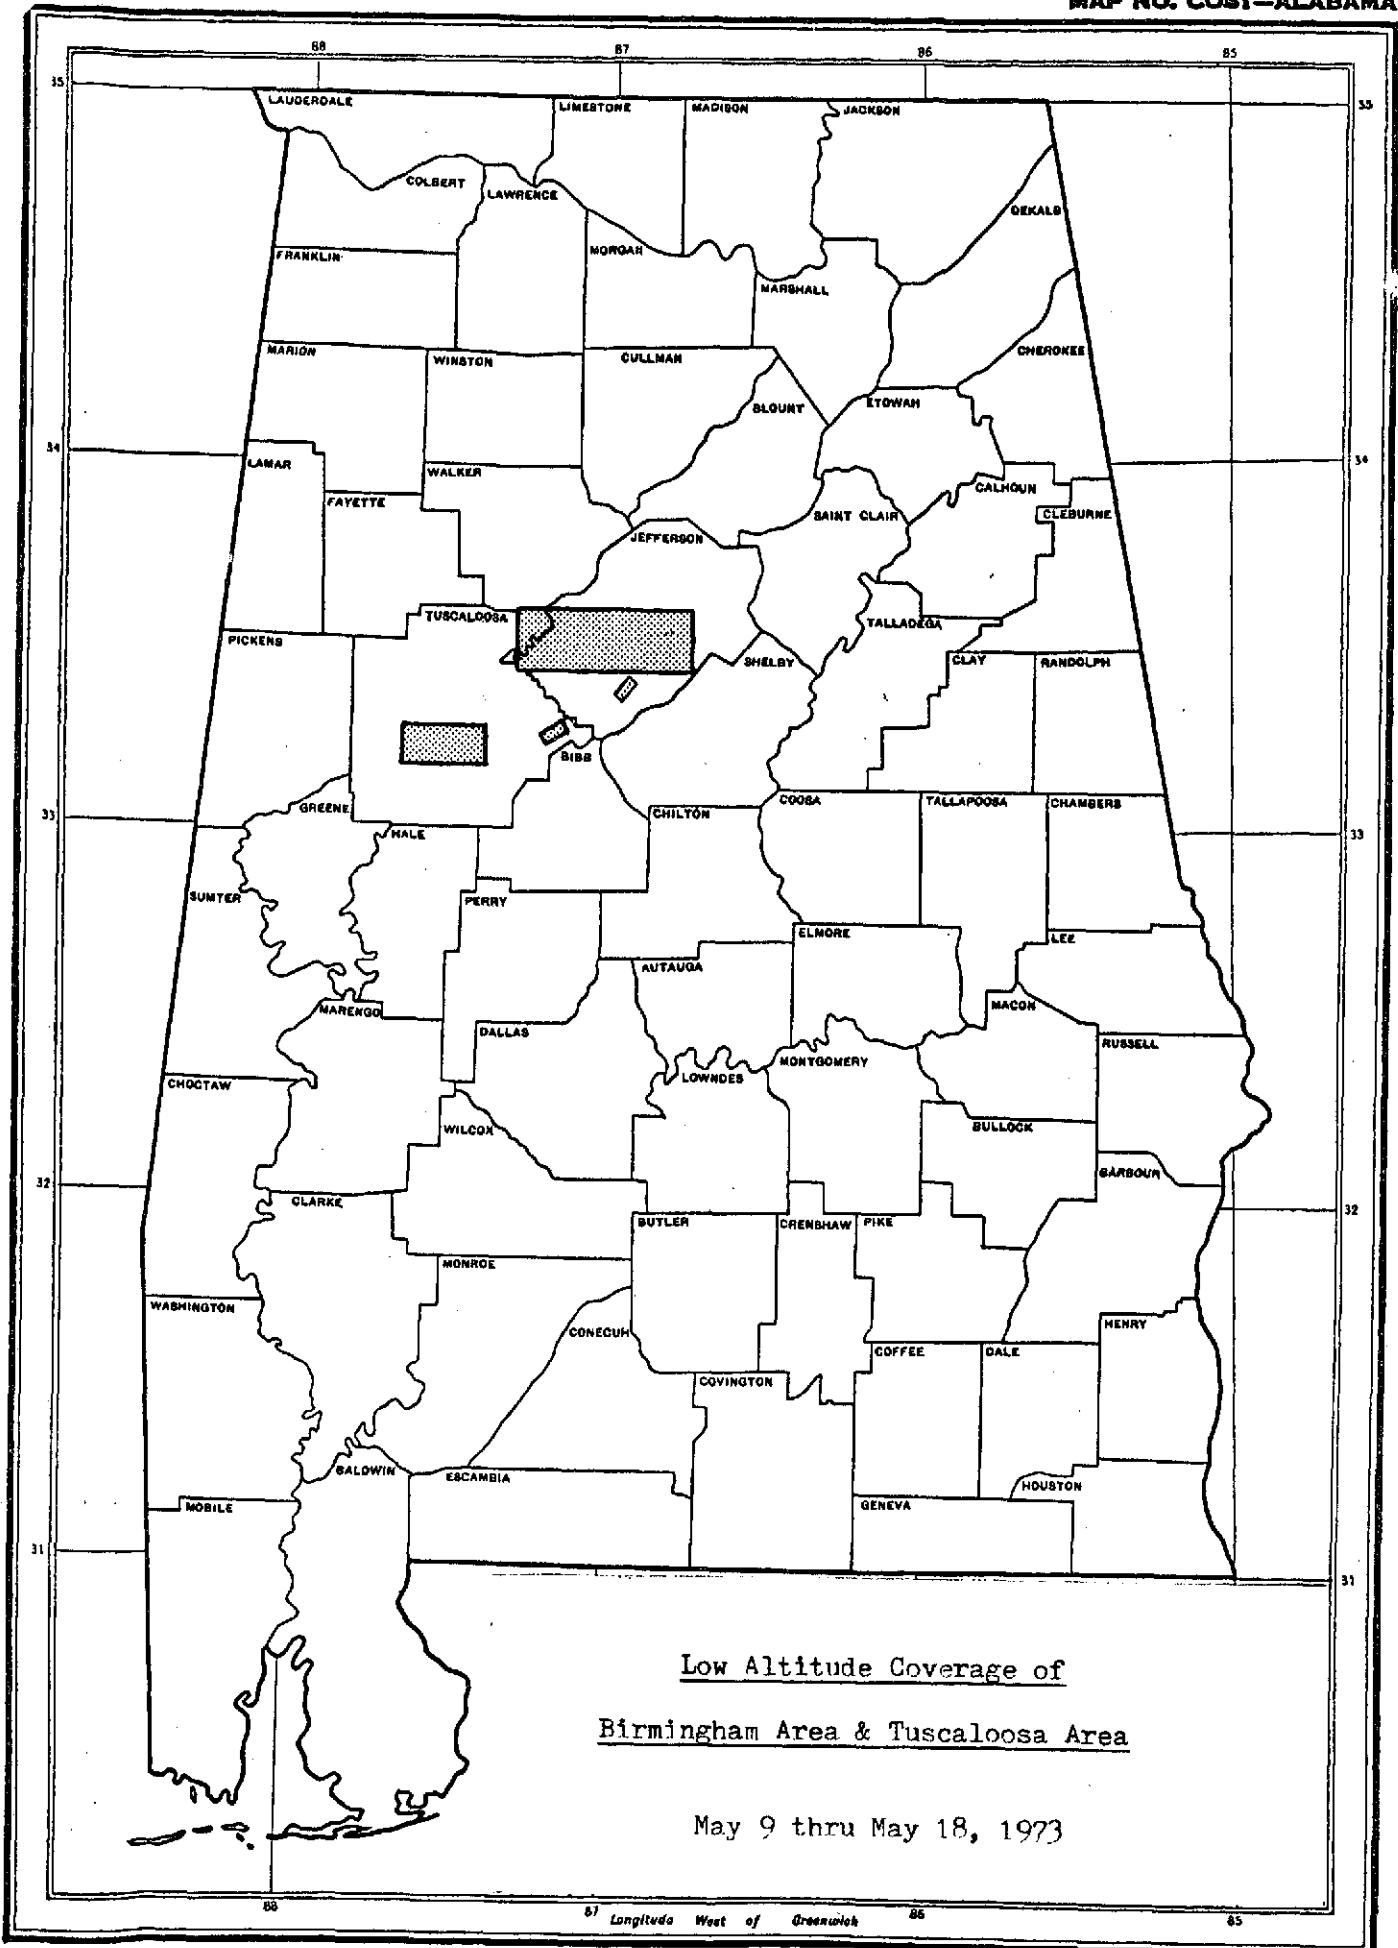 MAP NO. COST—ALABAMA
88 87 86 85
35 35
LAUDERDALE LIMESTONE MADISON JACKSON
COLBERT LAWRENCE DEKALB
FRANKLIN MORGAN MARSHALL
MARION WINSTON CULLMAN CHEROKEE
BLOUNT ETOWAH
34 34
LAMAR WALKER CALHOUN
FAYETTE SAINT CLAIR CLEBURNE
JEFFERSON
TUSCALOOSA TALLADEGA
PICKENS SHELBY CLAY RANDOLPH
BIBB
GREENE CHILTON COOSA TALLAPOOSA CHAMBERS
33 33
HALE
SUMTER PERRY
ELMORE LEE
AUTAUGA
MARENGO DALLAS MACON
RUSSELL
CHOCTAW LOWNDES MONTGOMERY
WILCOX BULLOCK
BARBOUR
32 32
CLARKE
BUTLER CRENSHAW PIKE
MONROE
WASHINGTON
CONECUH HENRY
COFFEE DALE
COVINGTON
BALDWIN ESCAMBIA HOUSTON
MOBILE GENEVA
31 31
Low Altitude Coverage of
Birmingham Area & Tuscaloosa Area
May 9 thru May 18, 1973
88 87 86 85
Longitude West of Greenwich